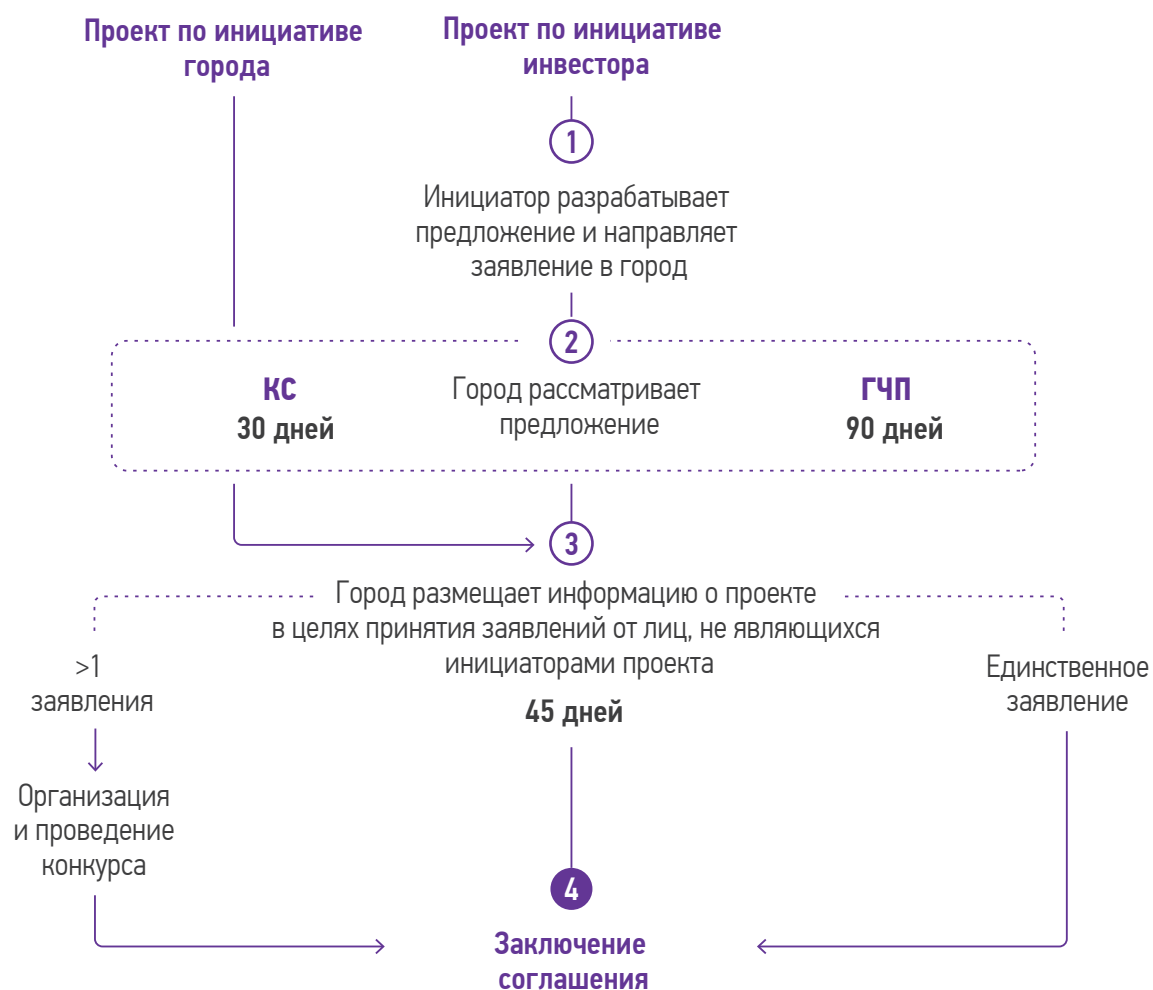 Проект по инициативе
города
Проект по инициативе
инвестора
1
Инициатор разрабатывает
предложение и направляет
заявление в город
2
КС
30 дней
Город рассматривает
предложение
ГЧП
90 дней
3
Город размещает информацию о проекте
в целях принятия заявлений от лиц, не являющихся
инициаторами проекта
45 дней
>1
заявления
Организация
и проведение
конкурса
Единственное
заявление
4
Заключение
соглашения